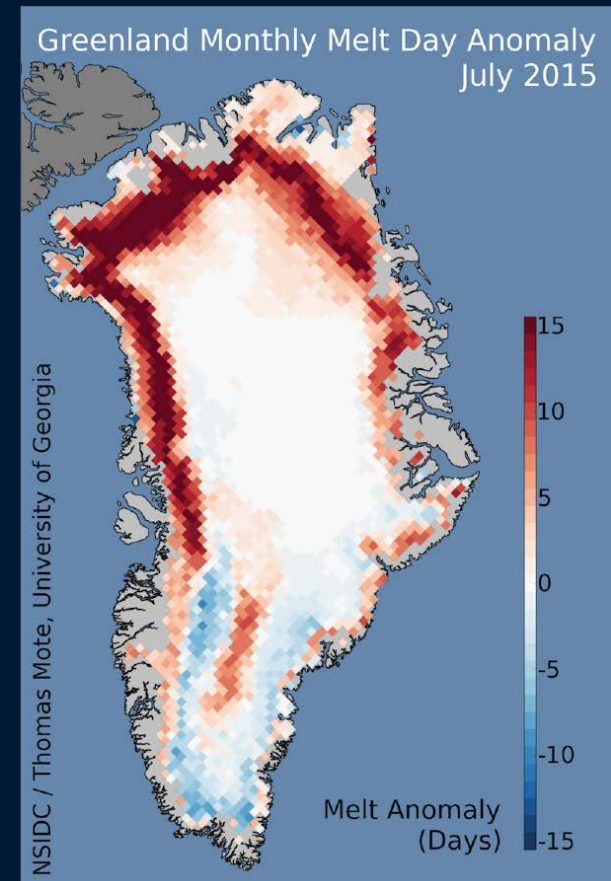 Greenland Monthly Melt Day Anomaly
July 2015
NSIDC / Thomas Mote, University of Georgia
15
10
5
0
-5
-10
-15
Melt Anomaly
(Days)